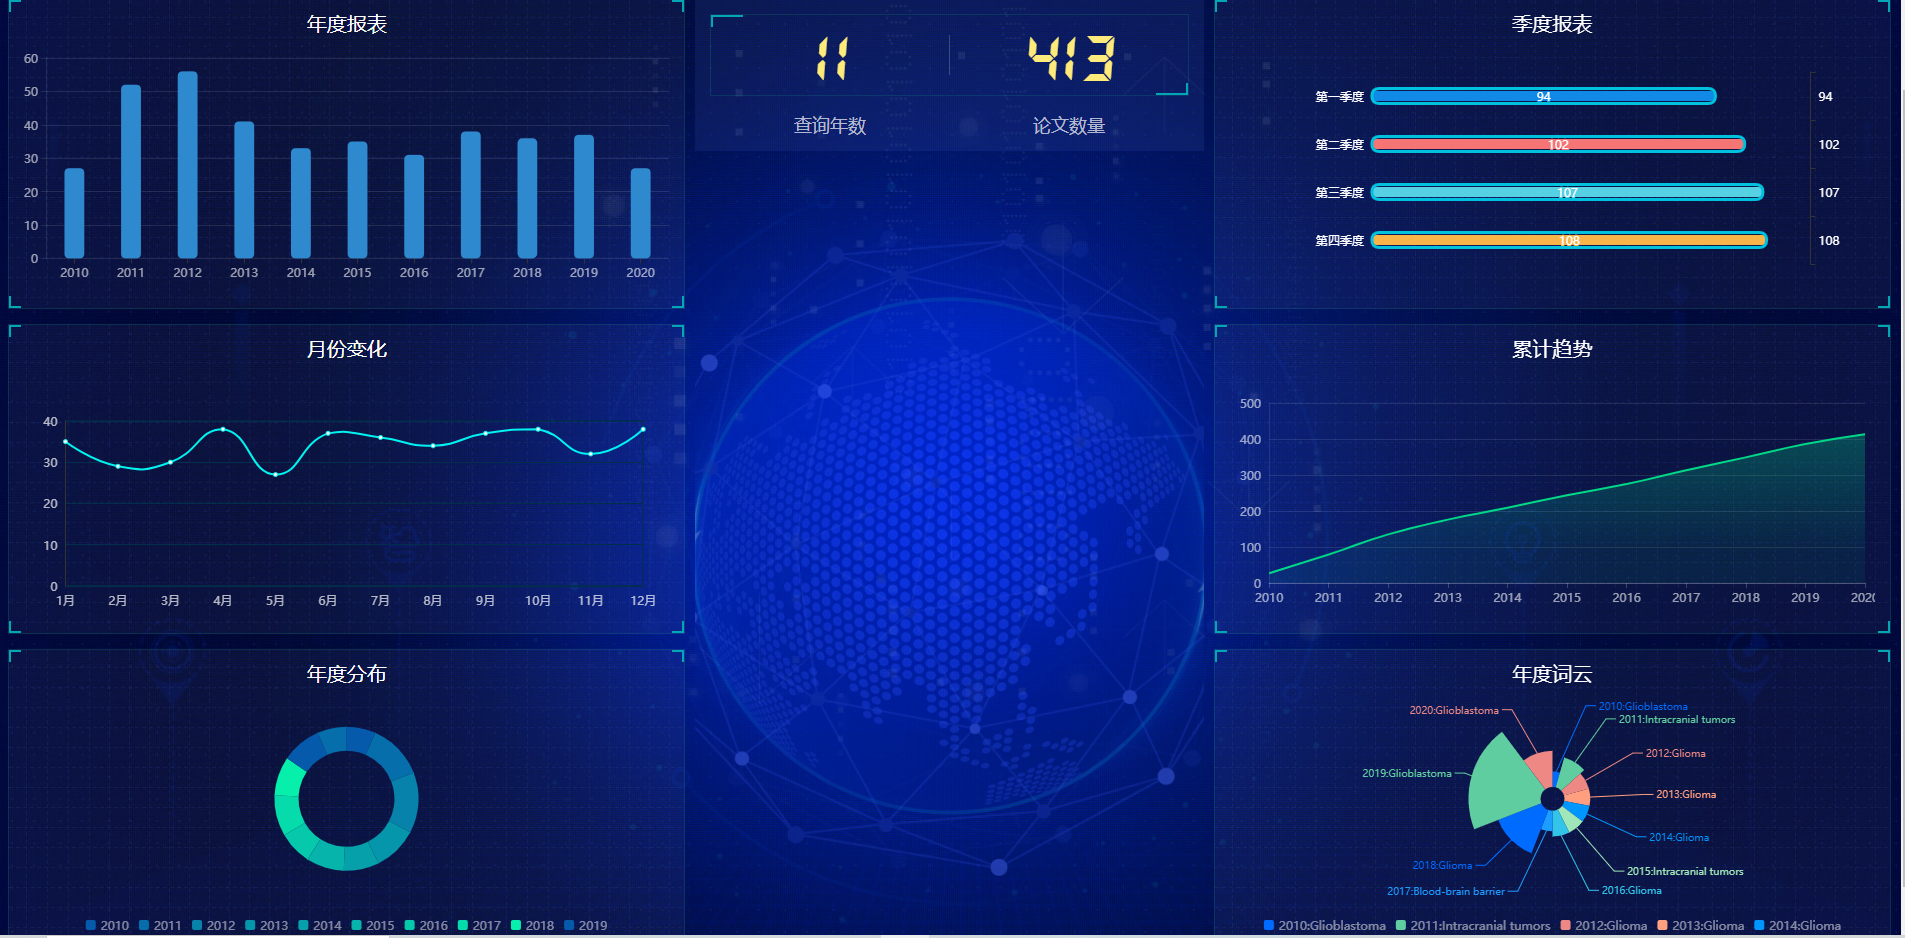 年度报表
60
50
40
30
20
10
0
2010 2011 2012 2013 2014 2015 2016 2017 2018 2019 2020
11 413
查询年数 论文数量
季度报表
第一季度 94 94
第二季度 102 102
第三季度 107 107
第四季度 108 108
月份变化
40
30
20
10
0
1月 2月 3月 4月 5月 6月 7月 8月 9月 10月 11月 12月
累计趋势
500
400
300
200
100
0
2010 2011 2012 2013 2014 2015 2016 2017 2018 2019 2020
年度分布
2010 2011 2012 2013 2014 2015 2016 2017 2018 2019
年度词云
2010:Glioblastoma
2020:Glioblastoma
2011:Intracranial tumors
2012:Glioma
2019:Glioblastoma
2013:Glioma
2014:Glioma
2018:Glioma
2015:Intracranial tumors
2017:Blood-brain barrier
2016:Glioma
2010:Glioblastoma 2011:Intracranial tumors 2012:Glioma 2013:Glioma 2014:Glioma